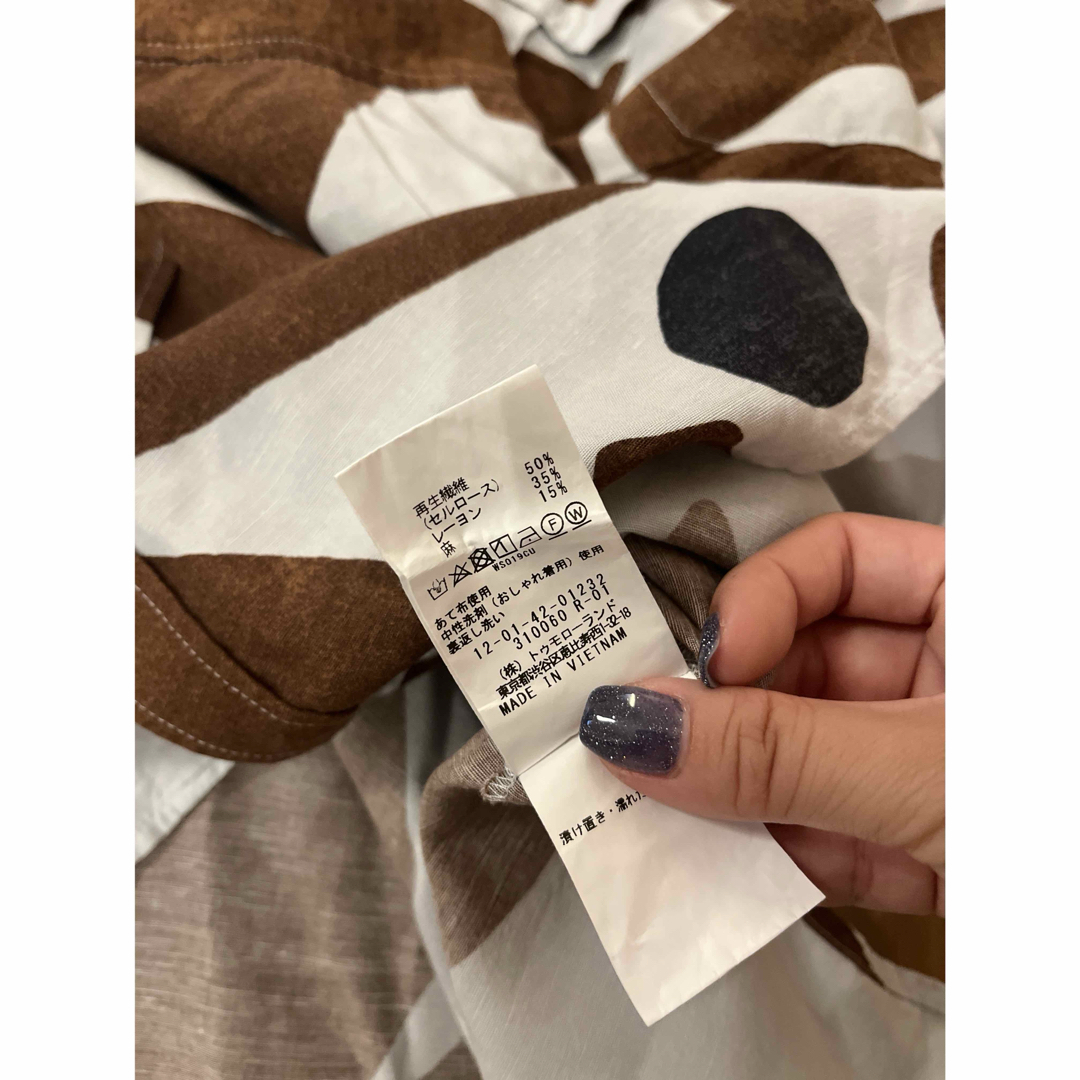 再生繊維 50%
(セルロース)
レーヨン 35%
麻 15%
F W
WS019CU
あて布使用
中性洗剤(おしゃれ着用)使用
裏返し洗い
12-01-42-01232
310060 R-01
(株)トゥモローランド
東京都渋谷区恵比寿西1-32-18
MADE IN VIETNAM
漬け置き・濡れた